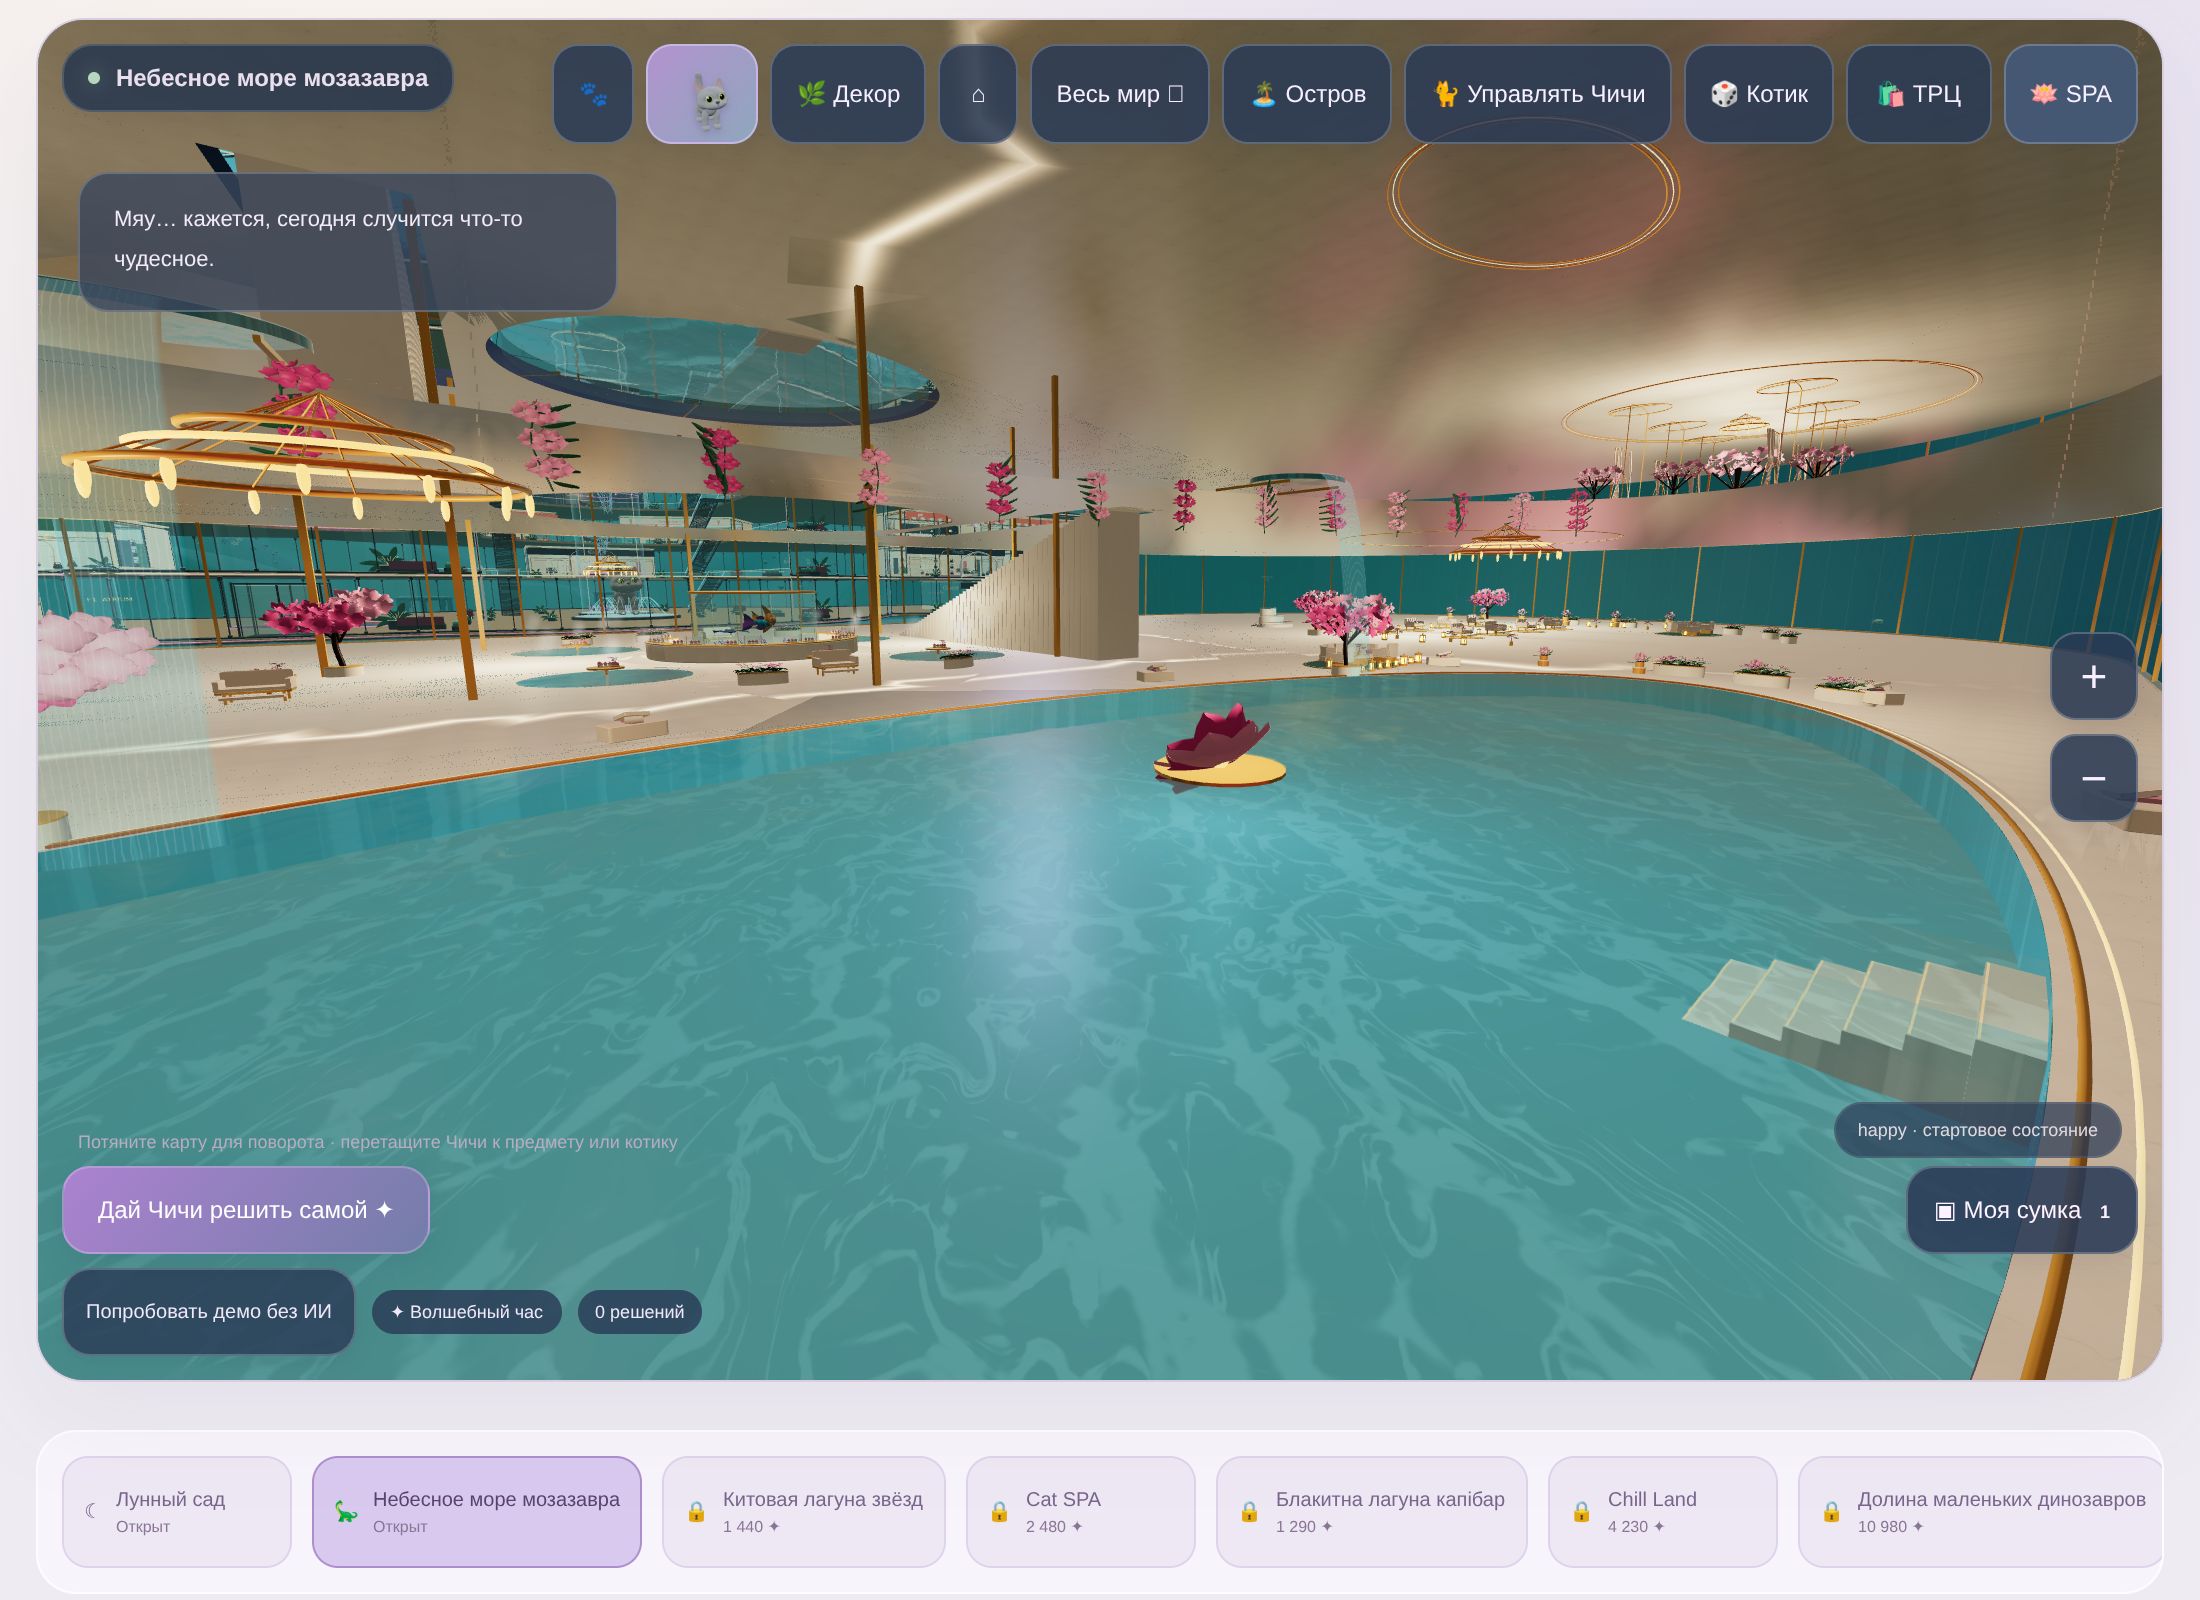 Небесное море мозазавра
Декор
Весь мир
Остров
Управлять Чичи
Котик
ТРЦ
SPA
Мяу… кажется, сегодня случится что-то
чудесное.
+
−
Потяните карту для поворота · перетащите Чичи к предмету или котику
happy · стартовое состояние
Дай Чичи решить самой ✦
Моя сумка 1
Попробовать демо без ИИ
✦ Волшебный час
0 решений
Лунный сад
Открыт
Небесное море мозазавра
Открыт
Китовая лагуна звёзд
1 440 ✦
Cat SPA
2 480 ✦
Блакитна лагуна капібар
1 290 ✦
Chill Land
4 230 ✦
Долина маленьких динозавров
10 980 ✦